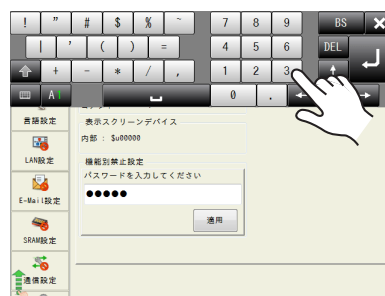 ! " # $ % ~ 7 8 9 BS ×
| ' ( ) = 4 5 6 DEL
+ - * / , 1 2 3
A 0 .
言語設定
表示スクリーンデバイス
内部 : $u00000
LAN設定
機能別禁止設定
パスワードを入力してください
E-Mail設定
●●●●●
適用
SRAM設定
通信設定